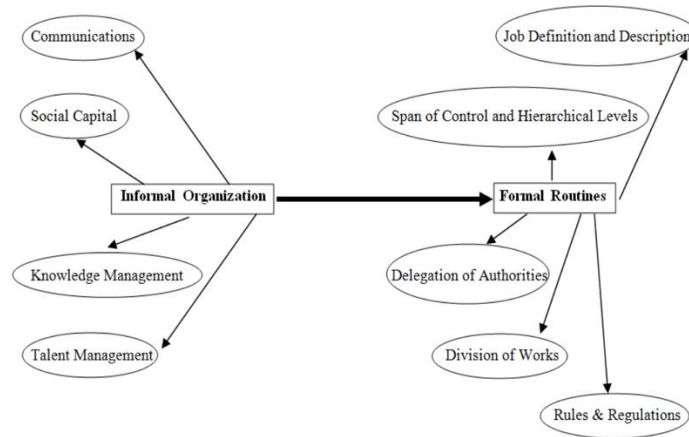 Communications
Job Definition and Description
Social Capital
Span of Control and Hierarchical Levels
Informal Organization
Formal Routines
Knowledge Management
Delegation of Authorities
Talent Management
Division of Works
Rules & Regulations